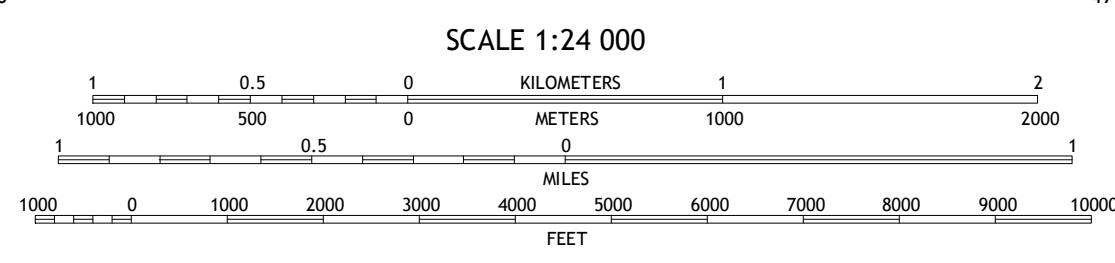 SCALE 1:24 000
1 0.5 0 KILOMETERS 1 2
1000 500 0 METERS 1000 2000
1 0.5 0 1
MILES
1000 0 1000 2000 3000 4000 5000 6000 7000 8000 9000 10000
FEET